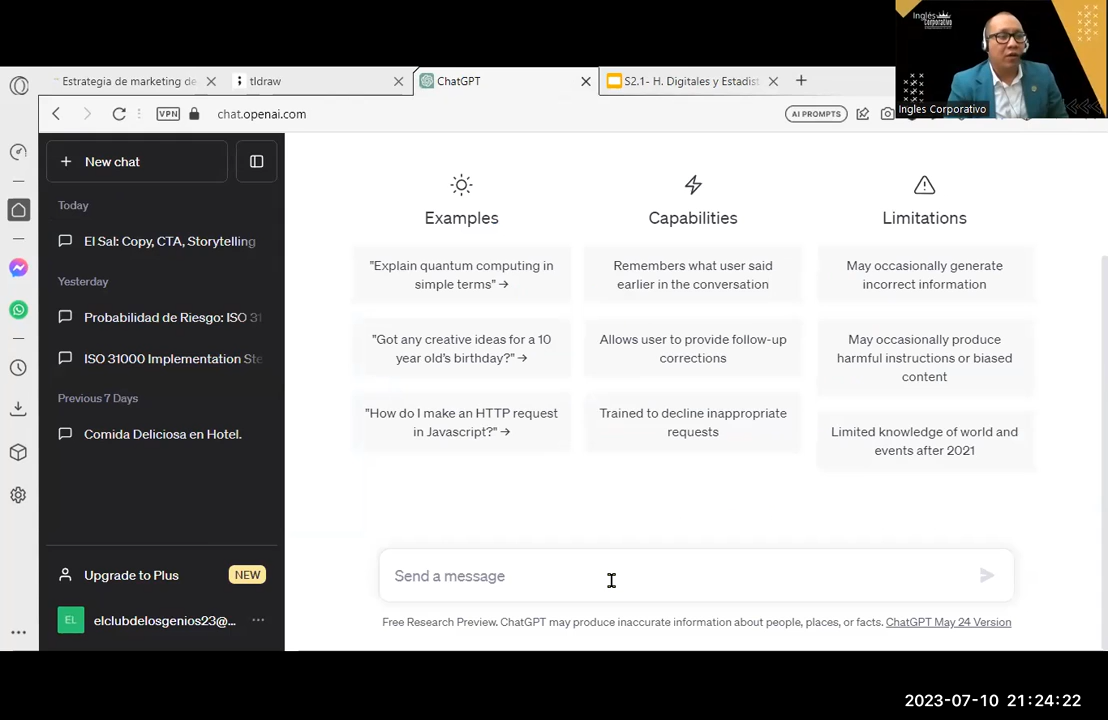 Inglés
corporativo
Ingles Corporativo
Estrategia de marketing de
tldraw
ChatGPT
S2.1- H. Digitales y Estadist
VPN
chat.openai.com
AI PROMPTS
New chat
Today
El Sal: Copy, CTA, Storytelling
Yesterday
Probabilidad de Riesgo: ISO 31
ISO 31000 Implementation Ste
Previous 7 Days
Comida Deliciosa en Hotel.
Upgrade to Plus
NEW
EL
elclubdelosgenios23@...
Examples
"Explain quantum computing in
simple terms" →
"Got any creative ideas for a 10
year old's birthday?" →
"How do I make an HTTP request
in Javascript?" →
Capabilities
Remembers what user said
earlier in the conversation
Allows user to provide follow-up
corrections
Trained to decline inappropriate
requests
Limitations
May occasionally generate
incorrect information
May occasionally produce
harmful instructions or biased
content
Limited knowledge of world and
events after 2021
Send a message
Free Research Preview. ChatGPT may produce inaccurate information about people, places, or facts. ChatGPT May 24 Version
2023-07-10 21:24:22